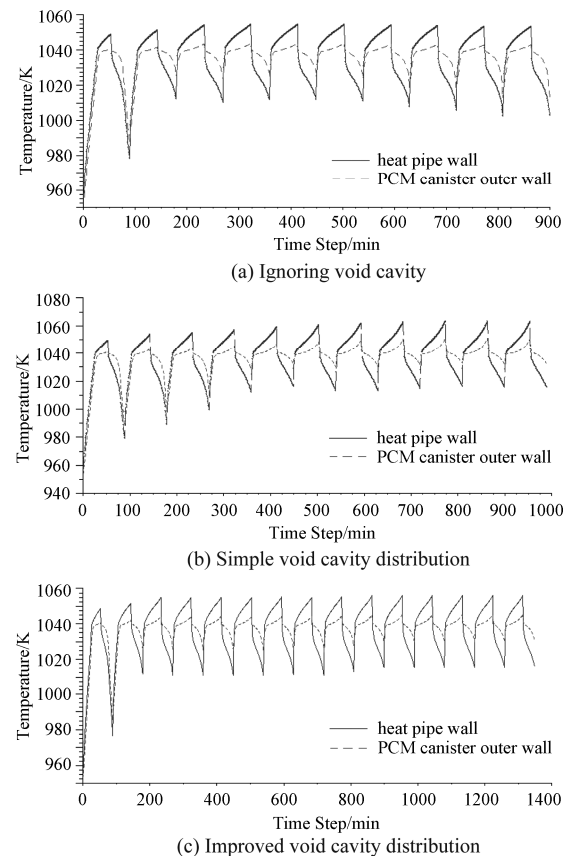 1060
1040
1020
1000
980
960
Temperature/K
heat pipe wall
PCM canister outer wall
0 100 200 300 400 500 600 700 800 900
Time Step/min
(a) Ignoring void cavity
1080
1060
1040
1020
1000
980
960
940
Temperature/K
heat pipe wall
PCM canister outer wall
0 100 200 300 400 500 600 700 800 900 1000
Time Step/min
(b) Simple void cavity distribution
1060
1040
1020
1000
980
960
Temperature/K
heat pipe wall
PCM canister outer wall
0 200 400 600 800 1000 1200 1400
Time Step/min
(c) Improved void cavity distribution